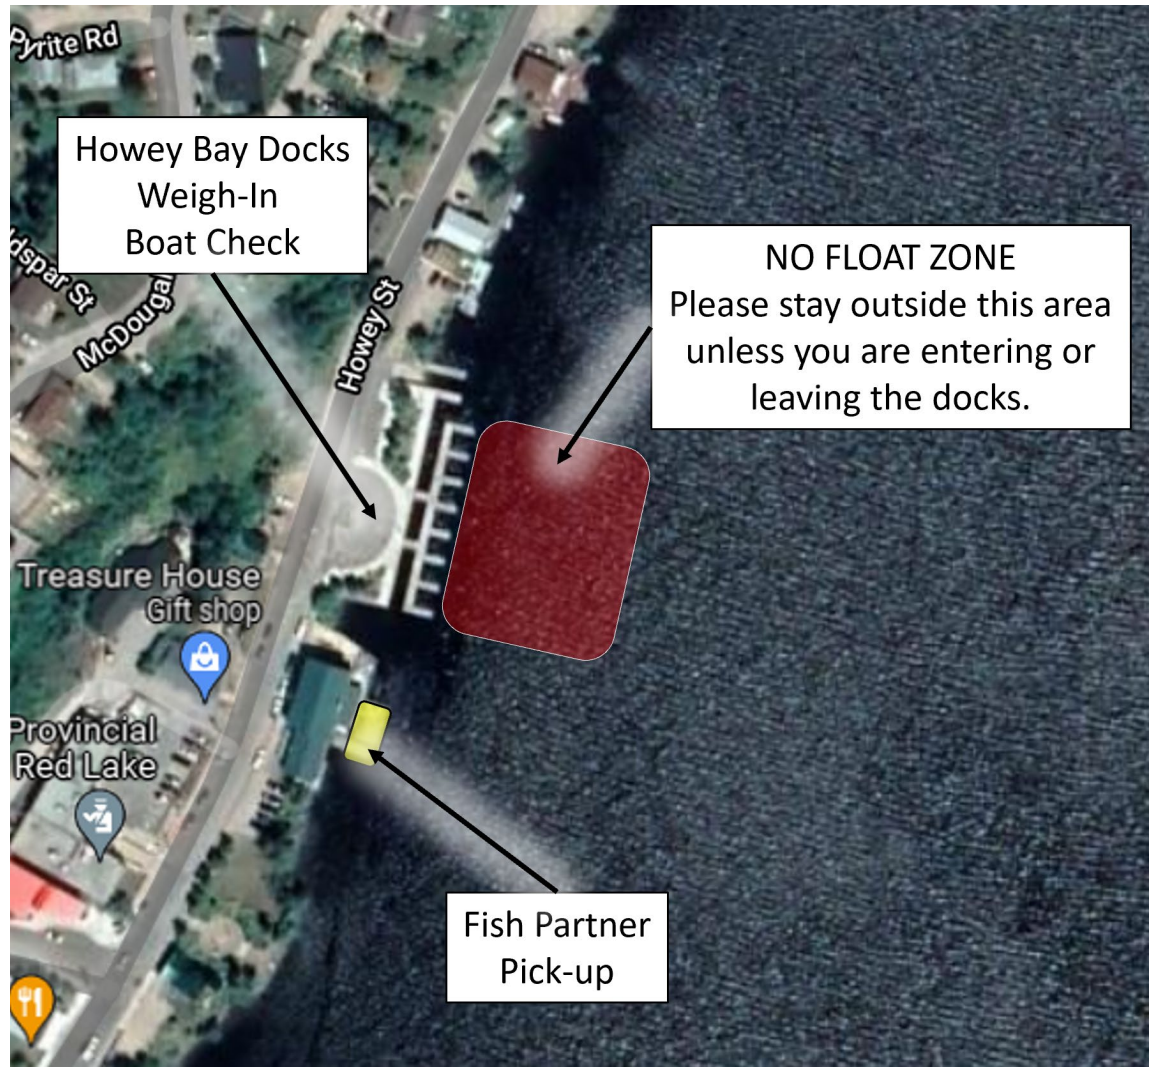 Pyrite Rd
Howey Bay Docks
Weigh-In
Boat Check
dspar St
McDougal
Howey St
NO FLOAT ZONE
Please stay outside this area
unless you are entering or
leaving the docks.
Treasure House
Gift shop
Provincial
Red Lake
Fish Partner
Pick-up